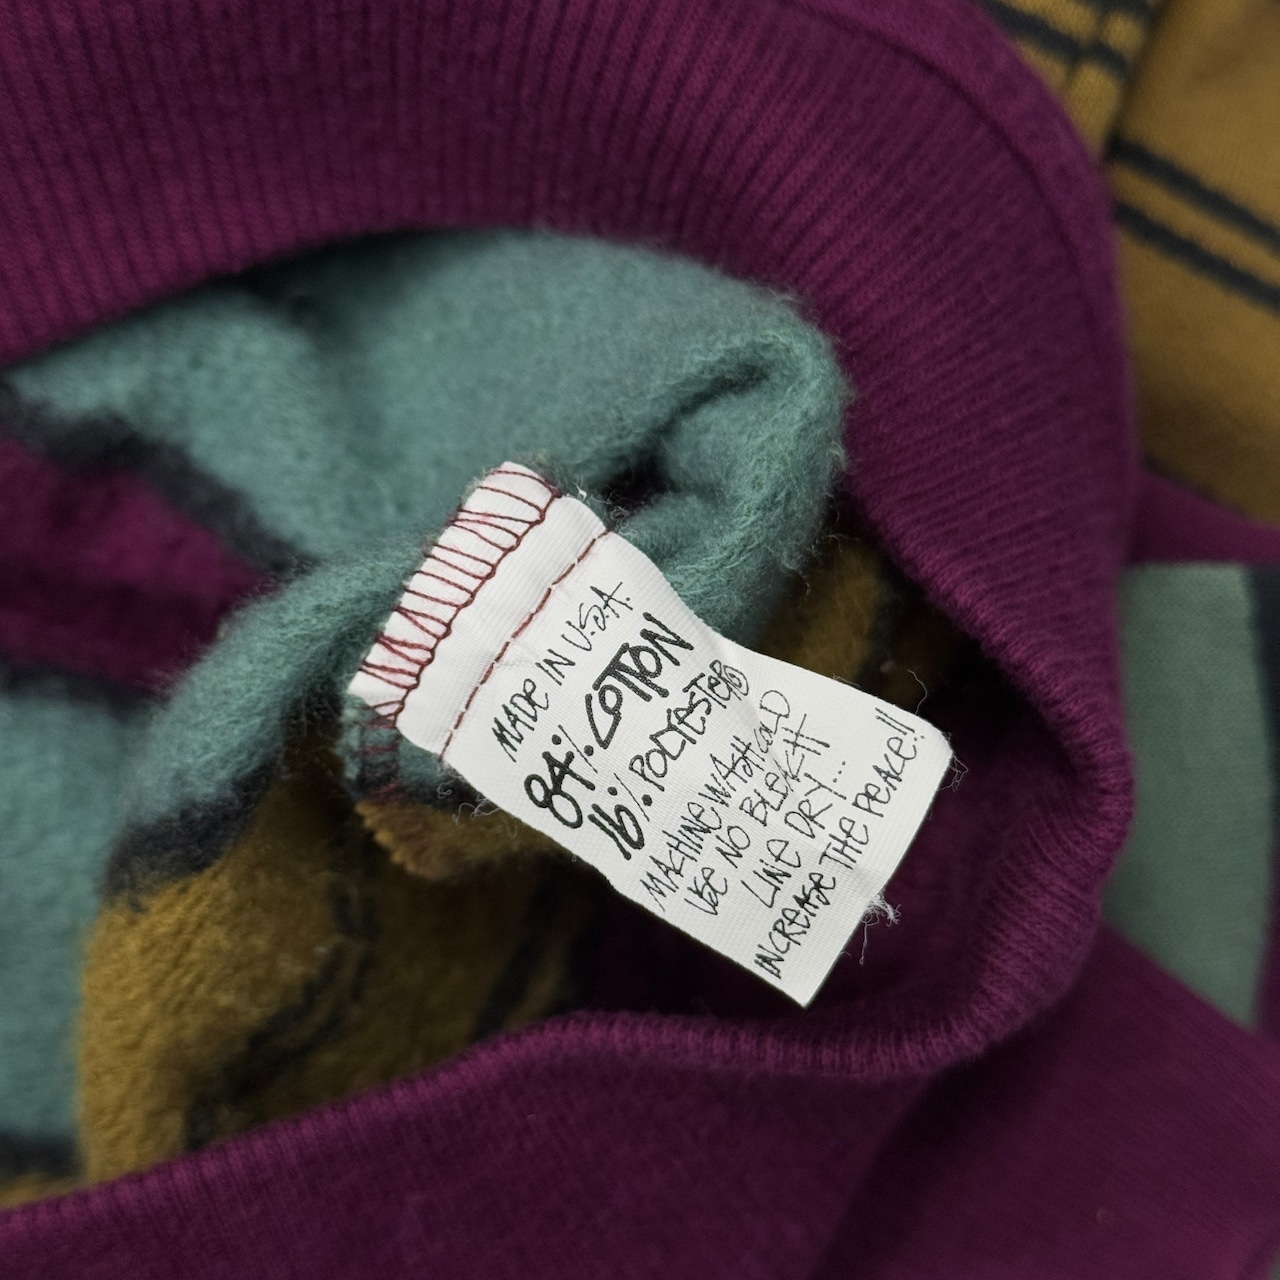 MADE IN U.S.A.
84% COTTON
16% POLYESTER
MACHINE WASH COLD
USE NO BLEACH
LINE DRY...
INCREASE THE PEACE!!